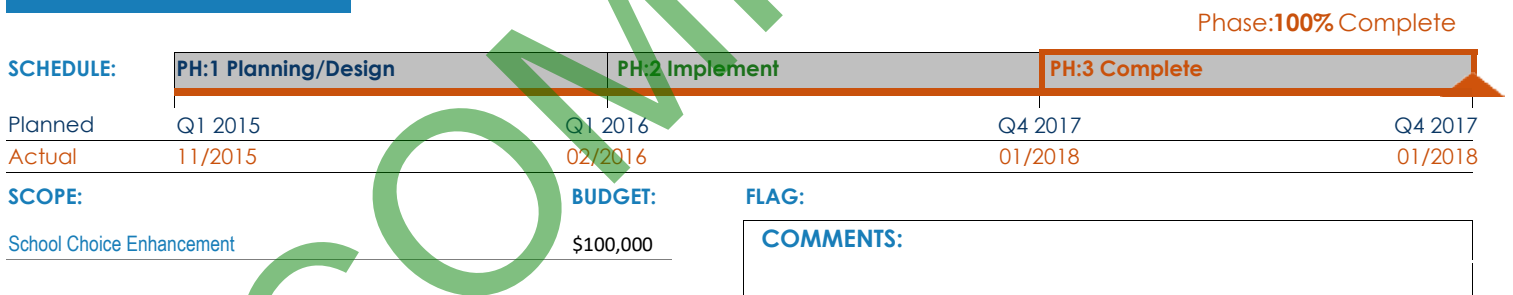 Phase:100% Complete
SCHEDULE: PH:1 Planning/Design PH:2 Implement PH:3 Complete
Planned Q1 2015 Q1 2016 Q4 2017 Q4 2017
Actual 11/2015 02/2016 01/2018 01/2018
SCOPE: BUDGET: FLAG:
School Choice Enhancement $100,000 COMMENTS: